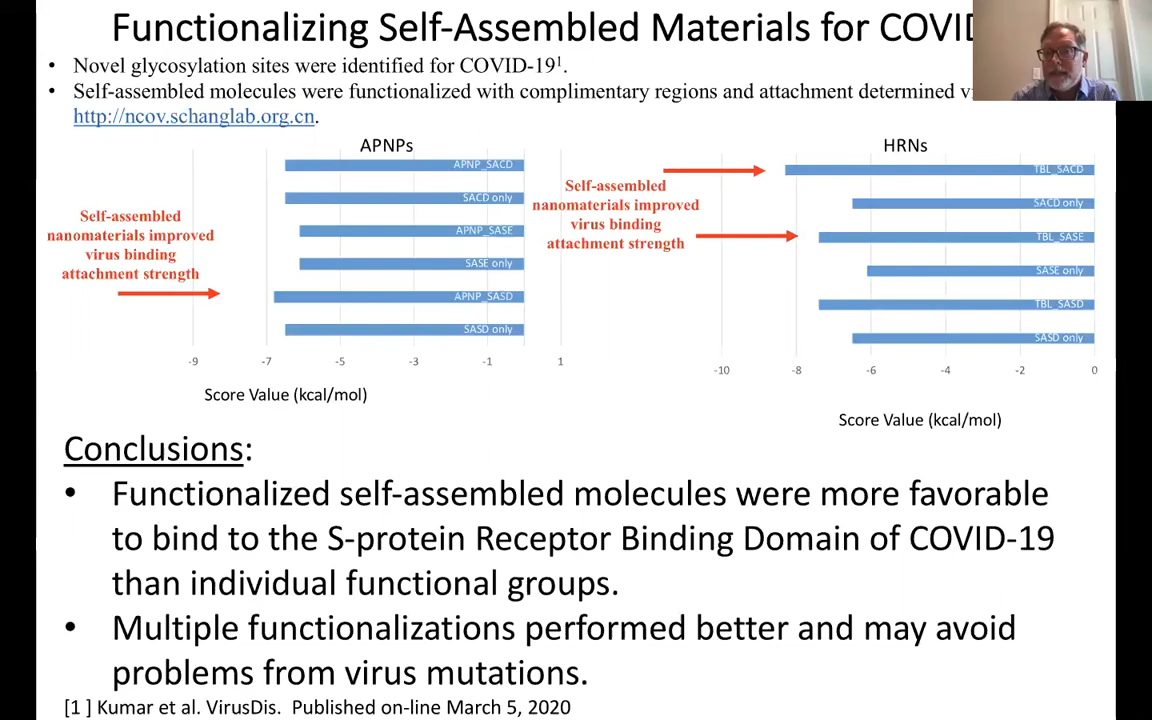 Functionalizing Self-Assembled Materials for COVID
• Novel glycosylation sites were identified for COVID-19¹.
• Self-assembled molecules were functionalized with complimentary regions and attachment determined
http://ncov.schanglab.org.cn.
APNPs
APNP_SACD
SACD only
APNP_SASE
SASE only
APNP_SASD
SASD only
Self-assembled
nanomaterials improved
virus binding
attachment strength
-9 -7 -5 -3 -1 1
Score Value (kcal/mol)
HRNs
TBL_SACD
SACD only
TBL_SASE
SASE only
TBL_SASD
SASD only
Self-assembled
nanomaterials improved
virus binding
attachment strength
-10 -8 -6 -4 -2 0
Score Value (kcal/mol)
Conclusions:
• Functionalized self-assembled molecules were more favorable
to bind to the S-protein Receptor Binding Domain of COVID-19
than individual functional groups.
• Multiple functionalizations performed better and may avoid
problems from virus mutations.
[1 ] Kumar et al. VirusDis. Published on-line March 5, 2020